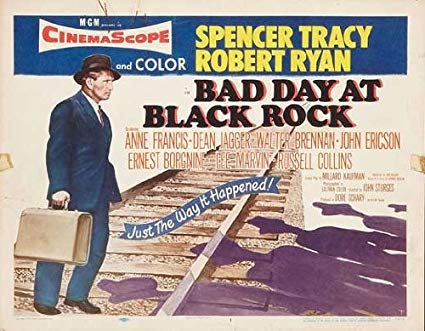 M-G-M
CINEMASCOPE
and COLOR
SPENCER TRACY
ROBERT RYAN
BAD DAY AT
BLACK ROCK
ANNE FRANCIS · DEAN JAGGER · WALTER BRENNAN · JOHN ERICSON
ERNEST BORGNINE · LEE MARVIN · RUSSELL COLLINS
MILLARD KAUFMAN
JOHN STURGES
DORE SCHARY
Just The Way It Happened!